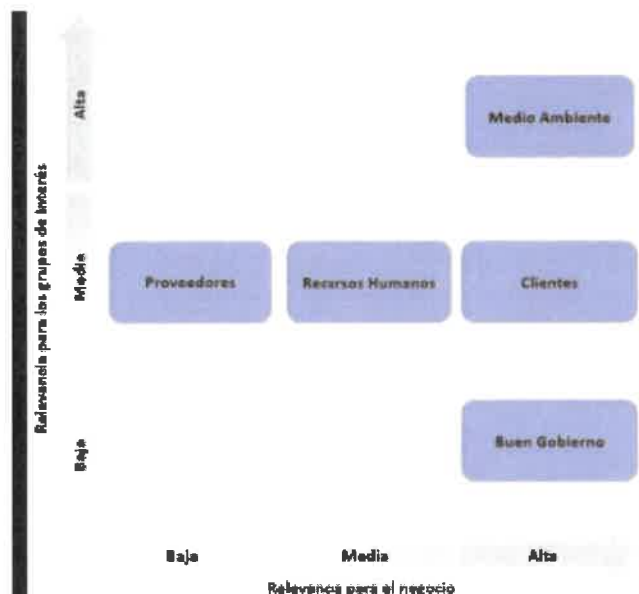 Relevancia para los grupos de interés
Alta
Medio Ambiente
Media
Proveedores
Recursos Humanos
Clientes
Baja
Buen Gobierno
Baja
Media
Alta
Relevancia para el negocio